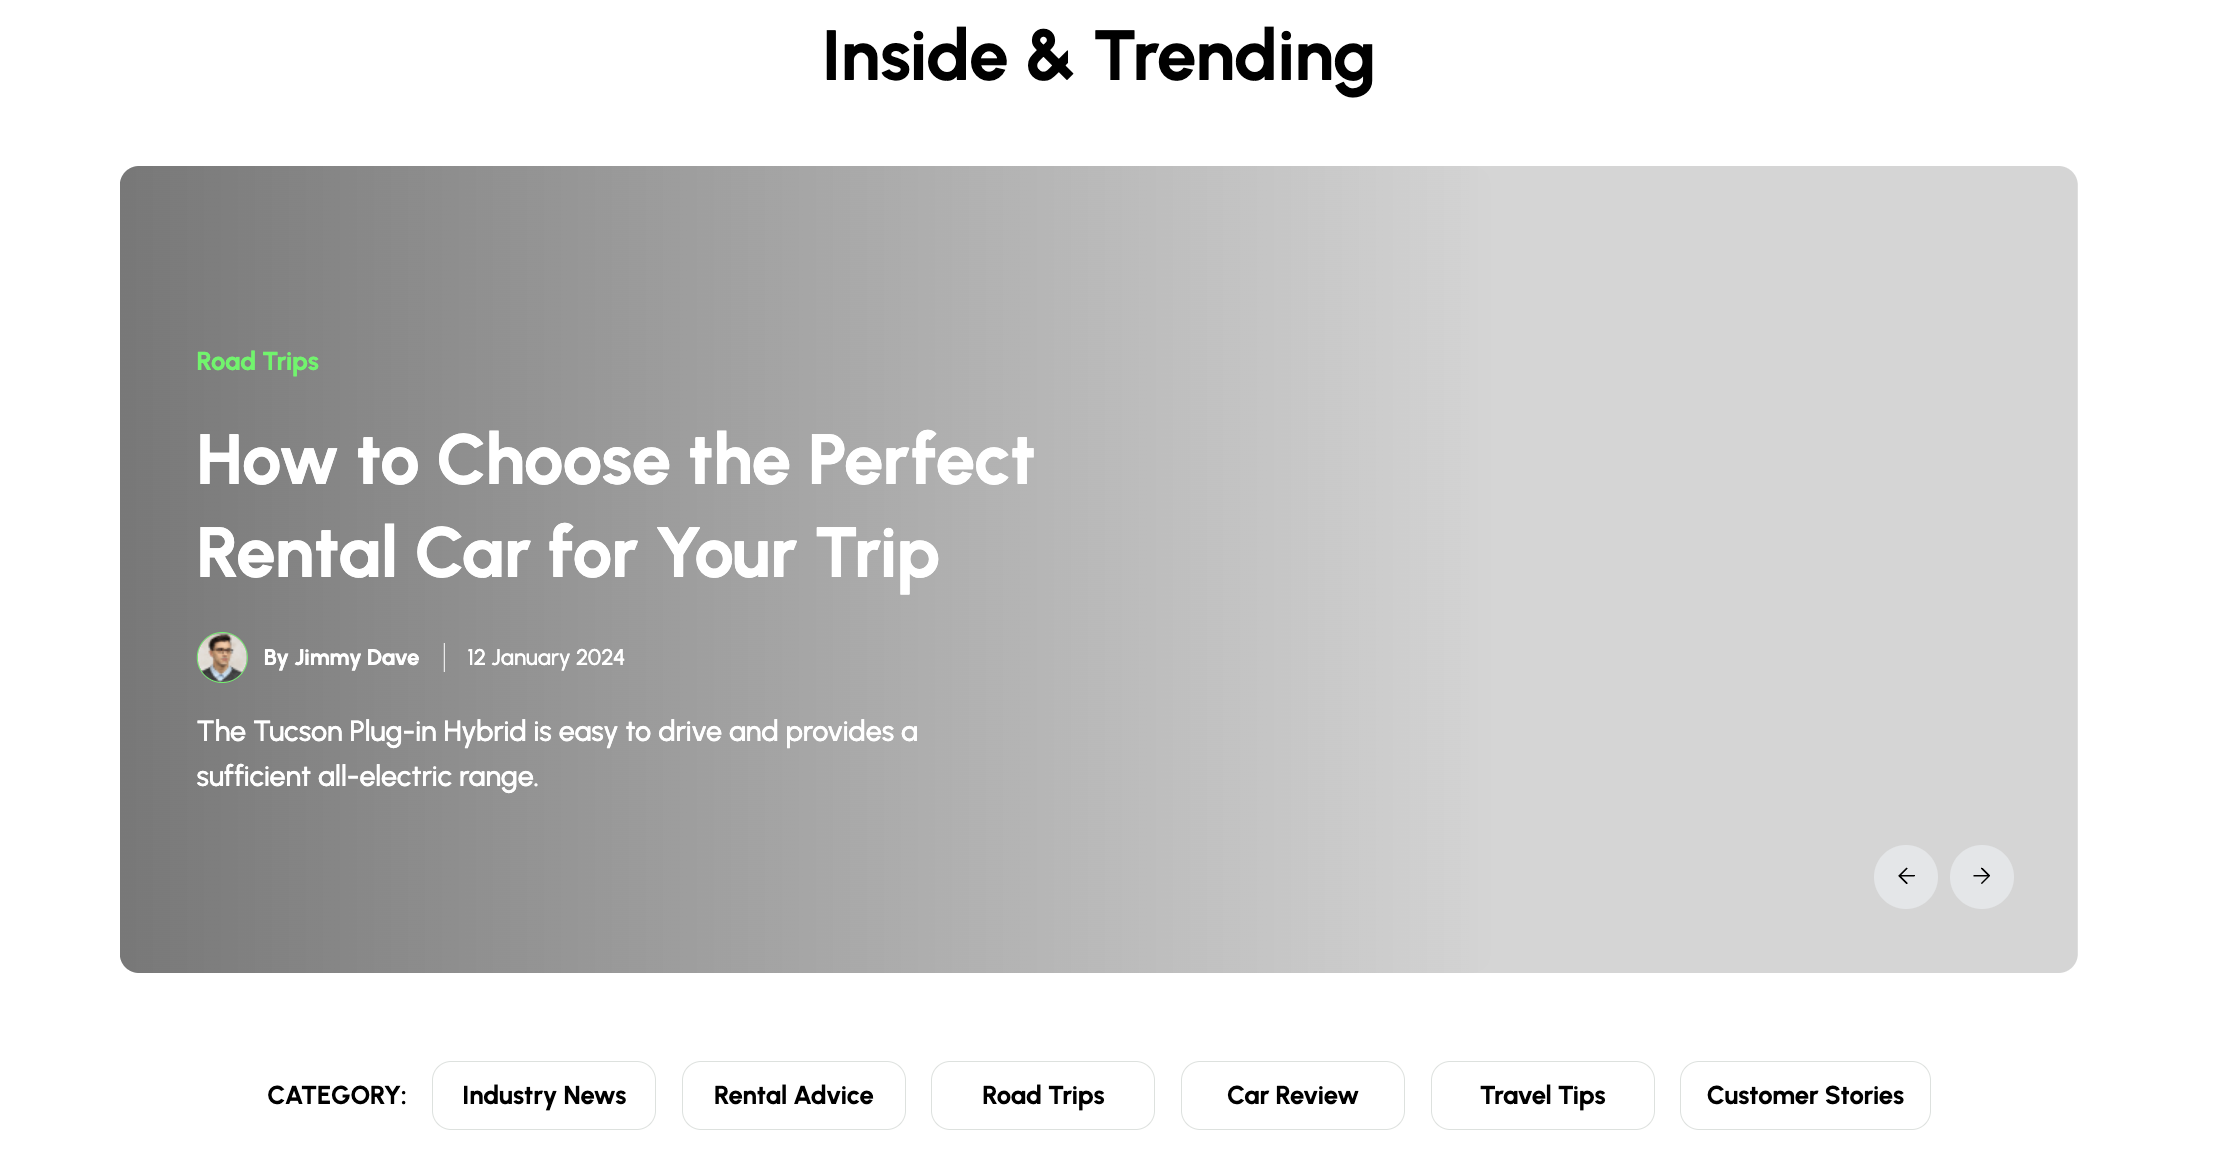 Inside & Trending
Road Trips
How to Choose the Perfect
Rental Car for Your Trip
By Jimmy Dave | 12 January 2024
The Tucson Plug-in Hybrid is easy to drive and provides a
sufficient all-electric range.
CATEGORY: Industry News Rental Advice Road Trips Car Review Travel Tips Customer Stories